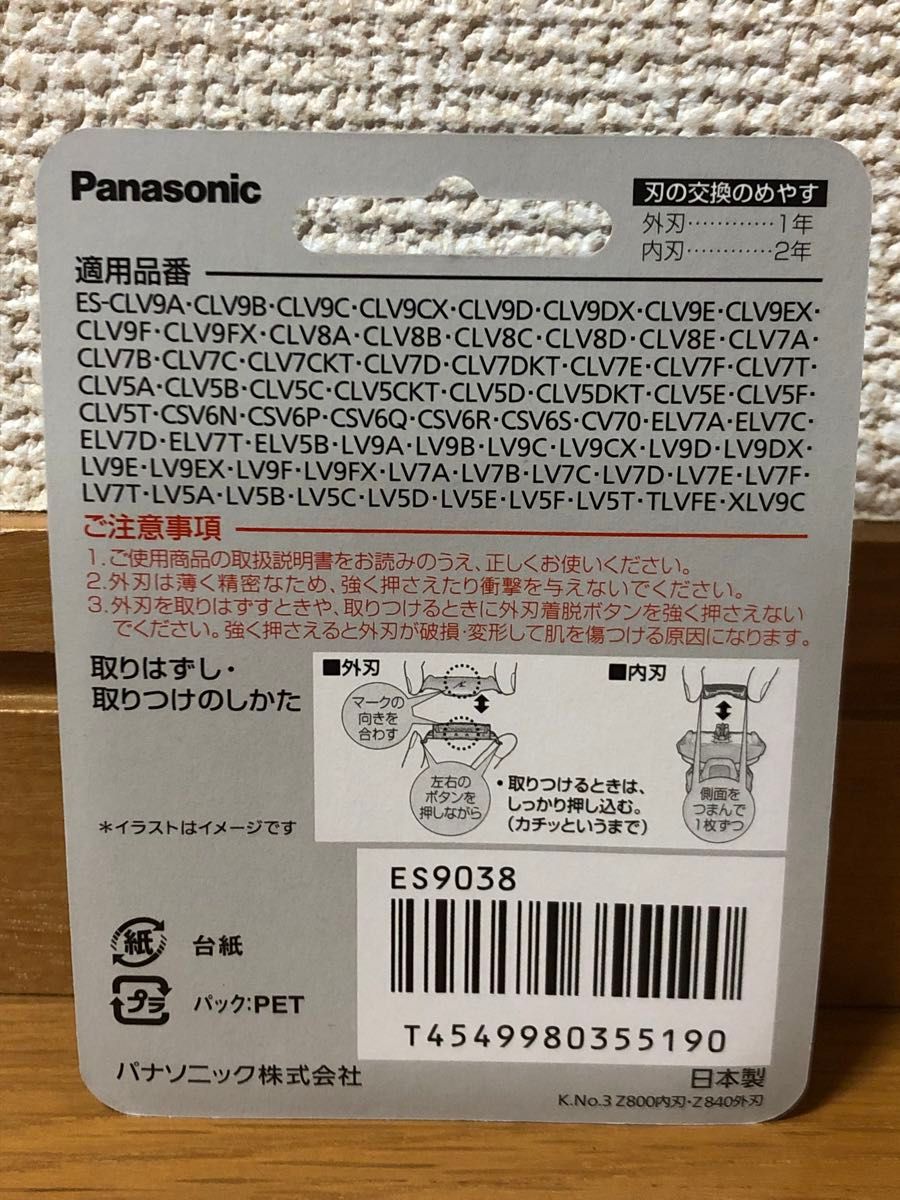 Panasonic
刃の交換のめやす
外刃…………1年
内刃…………2年
適用品番
ES-CLV9A・CLV9B・CLV9C・CLV9CX・CLV9D・CLV9DX・CLV9E・CLV9EX・
CLV9F・CLV9FX・CLV8A・CLV8B・CLV8C・CLV8D・CLV8E・CLV7A・
CLV7B・CLV7C・CLV7CKT・CLV7D・CLV7DKT・CLV7E・CLV7F・CLV7T・
CLV5A・CLV5B・CLV5C・CLV5CKT・CLV5D・CLV5DKT・CLV5E・CLV5F・
CLV5T・CSV6N・CSV6P・CSV6Q・CSV6R・CSV6S・CV70・ELV7A・ELV7C・
ELV7D・ELV7T・ELV5B・LV9A・LV9B・LV9C・LV9CX・LV9D・LV9DX・
LV9E・LV9EX・LV9F・LV9FX・LV7A・LV7B・LV7C・LV7D・LV7E・LV7F・
LV7T・LV5A・LV5B・LV5C・LV5D・LV5E・LV5F・LV5T・TLVFE・XLV9C
ご注意事項
1.ご使用商品の取扱説明書をお読みのうえ、正しくお使いください。
2.外刃は薄く精密なため、強く押さえたり衝撃を与えないでください。
3.外刃を取りはずすときや、取りつけるときに外刃着脱ボタンを強く押さえない
でください。強く押さえると外刃が破損・変形して肌を傷つける原因になります。
取りはずし・
取りつけのしかた
■外刃
マークの
向きを
合わす
左右の
ボタンを
押しながら
・取りつけるときは、
しっかり押し込む。
(カチッというまで)
■内刃
側面を
つまんで
1枚ずつ
*イラストはイメージです
ES9038
T4549980355190
紙 台紙
プラ パック:PET
パナソニック株式会社
日本製
K.No.3 Z800内刃・Z840外刃